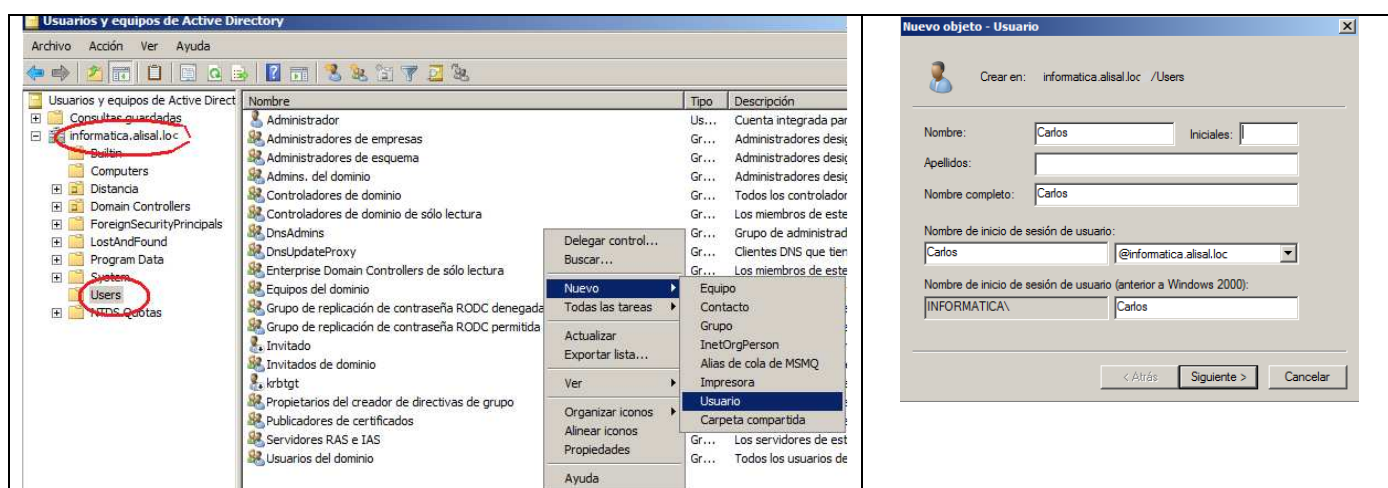 Usuarios y equipos de Active Directory
Archivo Acción Ver Ayuda
Usuarios y equipos de Active Direct
Consultas guardadas
informatica.alisal.loc
Builtin
Computers
Distancia
Domain Controllers
ForeignSecurityPrincipals
LostAndFound
Program Data
System
Users
NTDS Quotas
Nombre Tipo Descripción
Administrador Us... Cuenta integrada par
Administradores de empresas Gr... Administradores desig
Administradores de esquema Gr... Administradores desig
Admins. del dominio Gr... Administradores desig
Controladores de dominio Gr... Todos los controlador
Controladores de dominio de sólo lectura Gr... Los miembros de este
DnsAdmins Gr... Grupo de administrad
DnsUpdateProxy Gr... Clientes DNS que tien
Enterprise Domain Controllers de sólo lectura Gr... Los miembros de este
Equipos del dominio
Grupo de replicación de contraseña RODC denegada
Grupo de replicación de contraseña RODC permitida
Invitado
Invitados de dominio
krbtgt
Propietarios del creador de directivas de grupo
Publicadores de certificados
Servidores RAS e IAS Gr... Los servidores de est
Usuarios del dominio Gr... Todos los usuarios de
Delegar control...
Buscar...
Nuevo
Todas las tareas
Actualizar
Exportar lista...
Ver
Organizar iconos
Alinear iconos
Propiedades
Ayuda
Equipo
Contacto
Grupo
InetOrgPerson
Alias de cola de MSMQ
Impresora
Usuario
Carpeta compartida
Nuevo objeto - Usuario
Crear en: informatica.alisal.loc /Users
Nombre: Carlos Iniciales:
Apellidos:
Nombre completo: Carlos
Nombre de inicio de sesión de usuario:
Carlos @informatica.alisal.loc
Nombre de inicio de sesión de usuario (anterior a Windows 2000):
INFORMATICA\ Carlos
< Atrás Siguiente > Cancelar